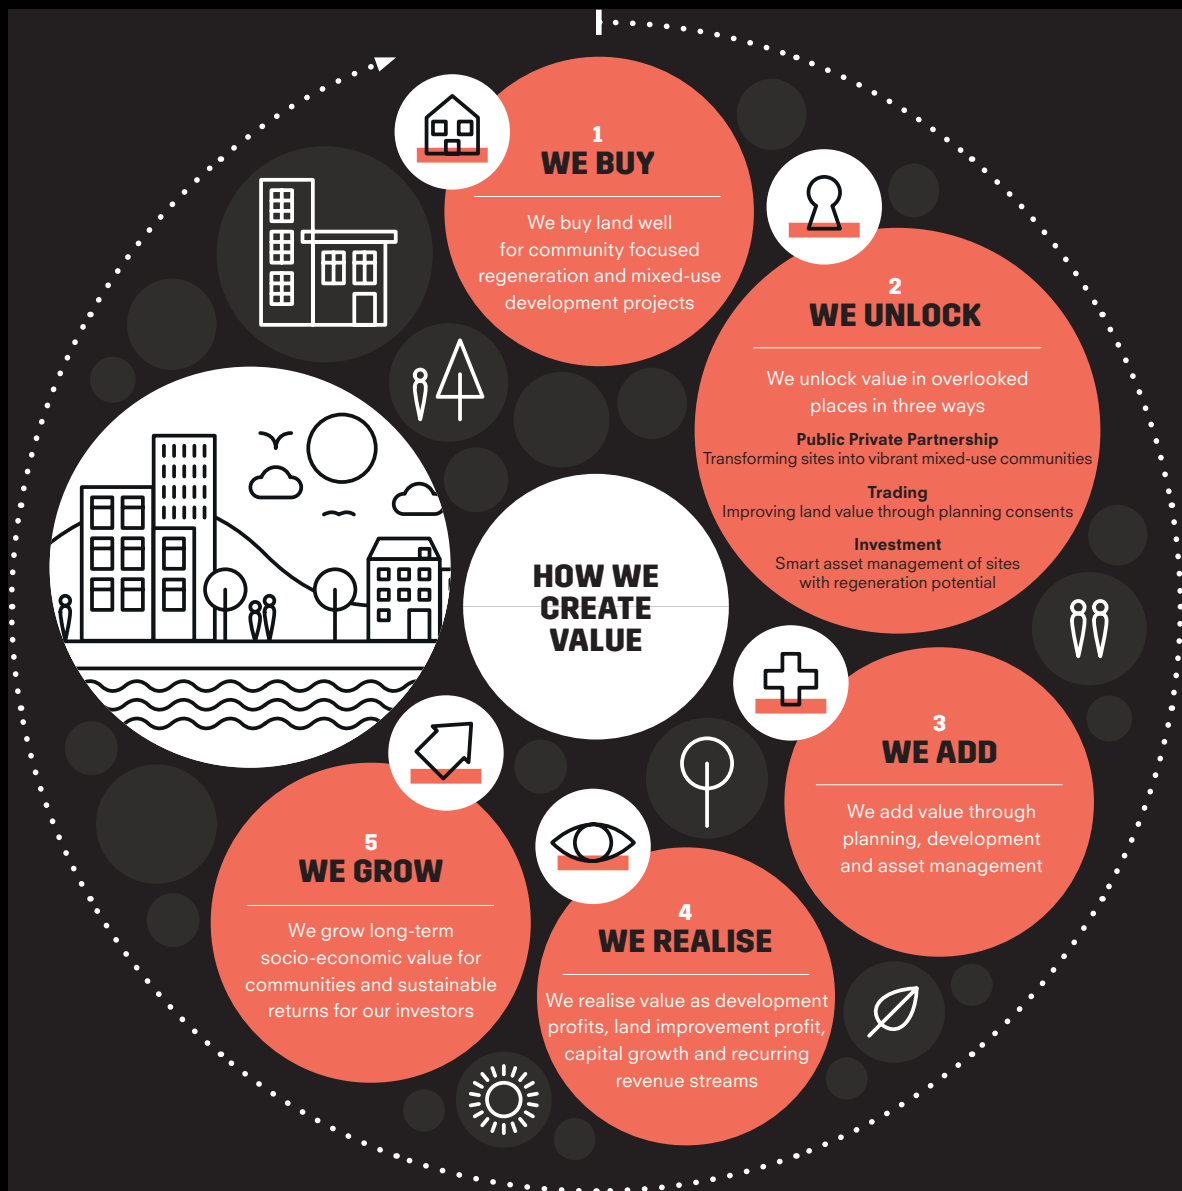 1
WE BUY
We buy land well
for community focused
regeneration and mixed-use
development projects
2
WE UNLOCK
We unlock value in overlooked
places in three ways
Public Private Partnership
Transforming sites into vibrant mixed-use communities
Trading
Improving land value through planning consents
Investment
Smart asset management of sites
with regeneration potential
HOW WE
CREATE
VALUE
3
WE ADD
We add value through
planning, development
and asset management
4
WE REALISE
We realise value as development
profits, land improvement profit,
capital growth and recurring
revenue streams
5
WE GROW
We grow long-term
socio-economic value for
communities and sustainable
returns for our investors